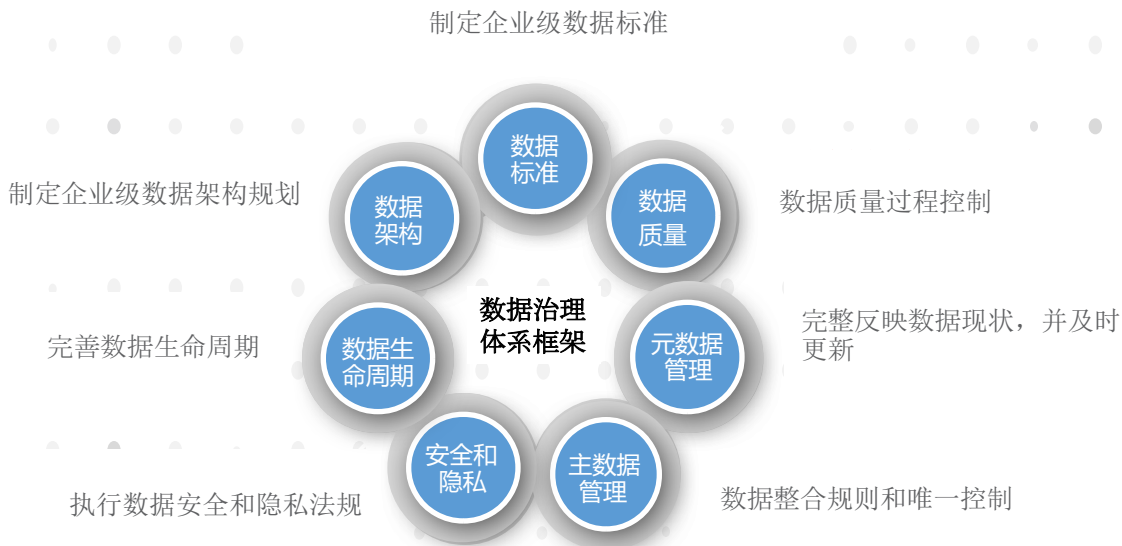 制定企业级数据标准
数据
标准
制定企业级数据架构规划
数据
架构
数据
质量
数据质量过程控制
数据治理
体系框架
完善数据生命周期
数据生
命周期
元数据
管理
完整反映数据现状，并及时
更新
安全和
隐私
主数据
管理
执行数据安全和隐私法规
数据整合规则和唯一控制